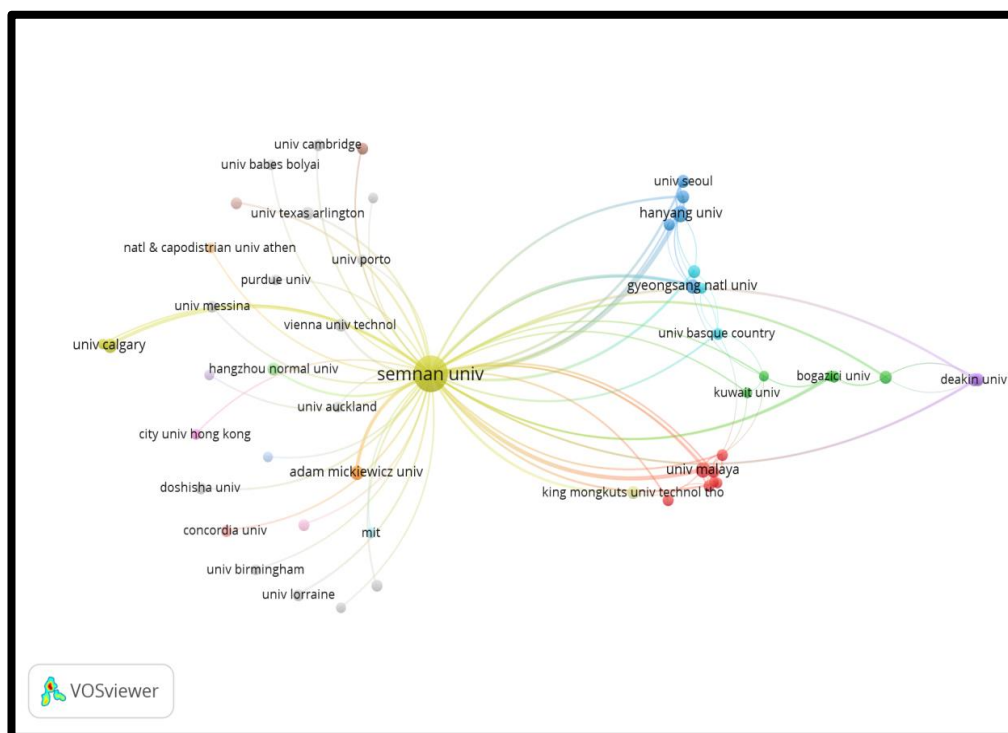 univ cambridge
univ babes bolyai
univ texas arlington
natl & capodistrian univ athen
univ porto
purdue univ
univ messina
vienna univ technol
univ calgary
hangzhou normal univ
semnan univ
univ auckland
city univ hong kong
adam mickiewicz univ
doshisha univ
concordia univ
mit
univ birmingham
univ lorraine
univ seoul
hanyang univ
gyeongsang natl univ
univ basque country
bogazici univ
deakin univ
kuwait univ
univ malaya
king mongkuts univ technol tho
VOSviewer